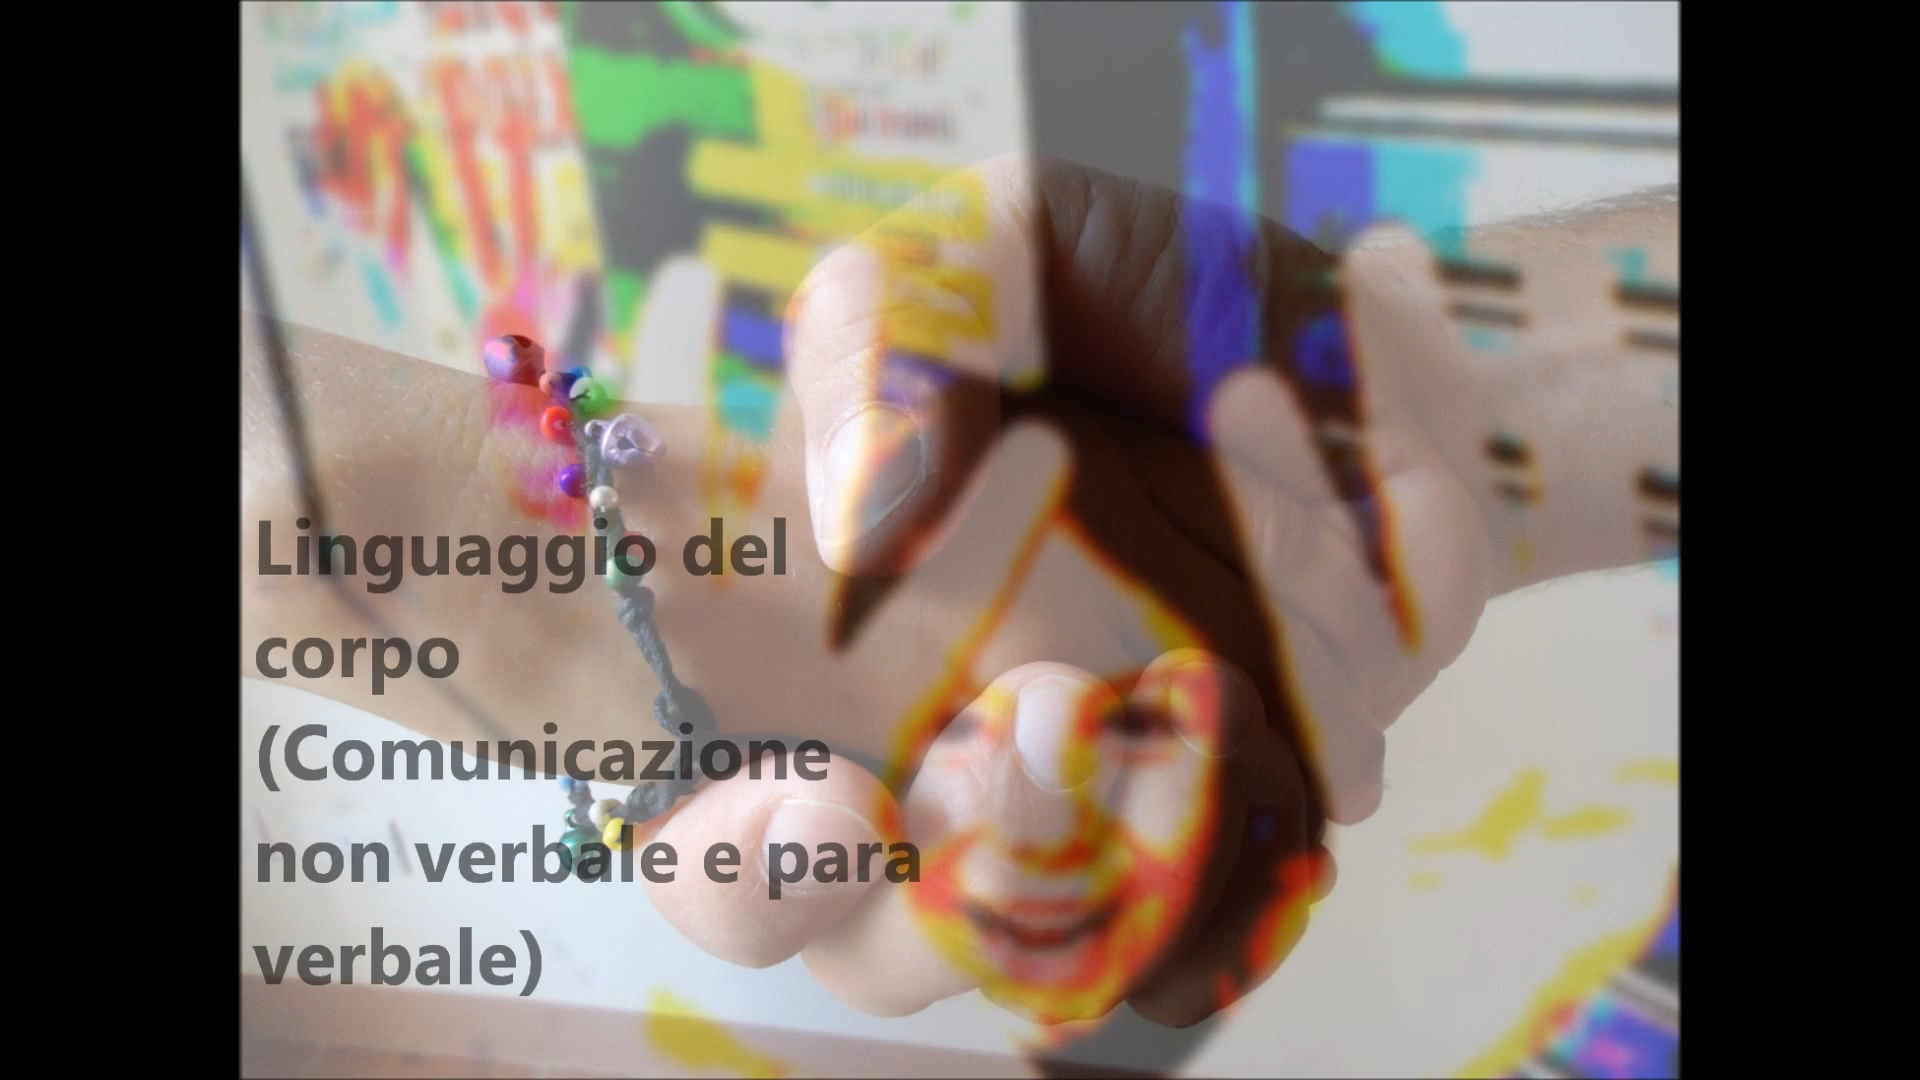 Linguaggio del
corpo
(Comunicazione
non verbale e para
verbale)